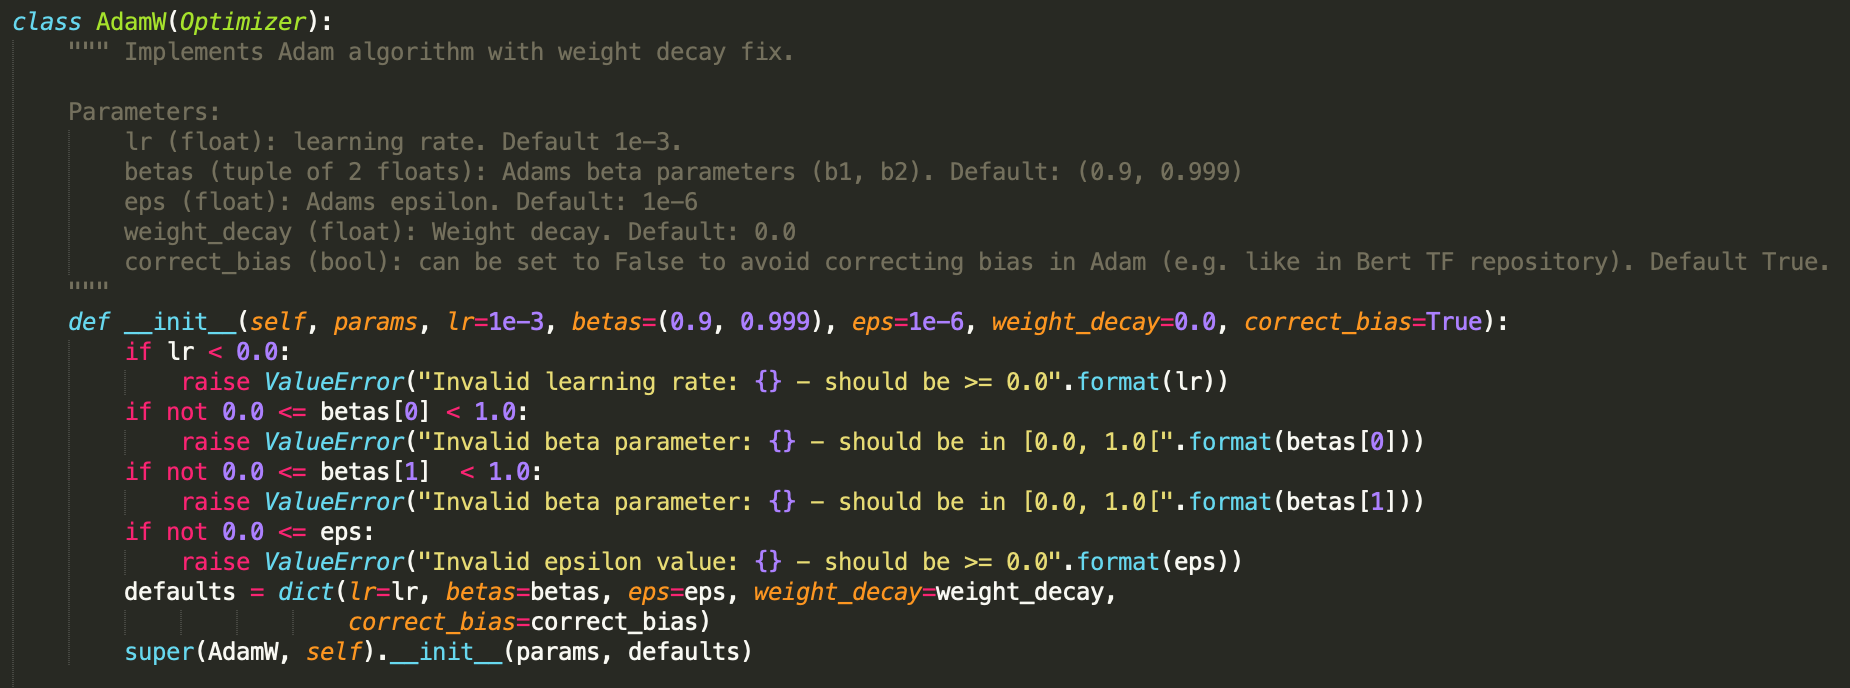 class AdamW(Optimizer):
    """ Implements Adam algorithm with weight decay fix.

    Parameters:
        lr (float): learning rate. Default 1e-3.
        betas (tuple of 2 floats): Adams beta parameters (b1, b2). Default: (0.9, 0.999)
        eps (float): Adams epsilon. Default: 1e-6
        weight_decay (float): Weight decay. Default: 0.0
        correct_bias (bool): can be set to False to avoid correcting bias in Adam (e.g. like in Bert TF repository). Default True.
    """
    def __init__(self, params, lr=1e-3, betas=(0.9, 0.999), eps=1e-6, weight_decay=0.0, correct_bias=True):
        if lr < 0.0:
            raise ValueError("Invalid learning rate: {} - should be >= 0.0".format(lr))
        if not 0.0 <= betas[0] < 1.0:
            raise ValueError("Invalid beta parameter: {} - should be in [0.0, 1.0[".format(betas[0]))
        if not 0.0 <= betas[1]  < 1.0:
            raise ValueError("Invalid beta parameter: {} - should be in [0.0, 1.0[".format(betas[1]))
        if not 0.0 <= eps:
            raise ValueError("Invalid epsilon value: {} - should be >= 0.0".format(eps))
        defaults = dict(lr=lr, betas=betas, eps=eps, weight_decay=weight_decay,
                        correct_bias=correct_bias)
        super(AdamW, self).__init__(params, defaults)